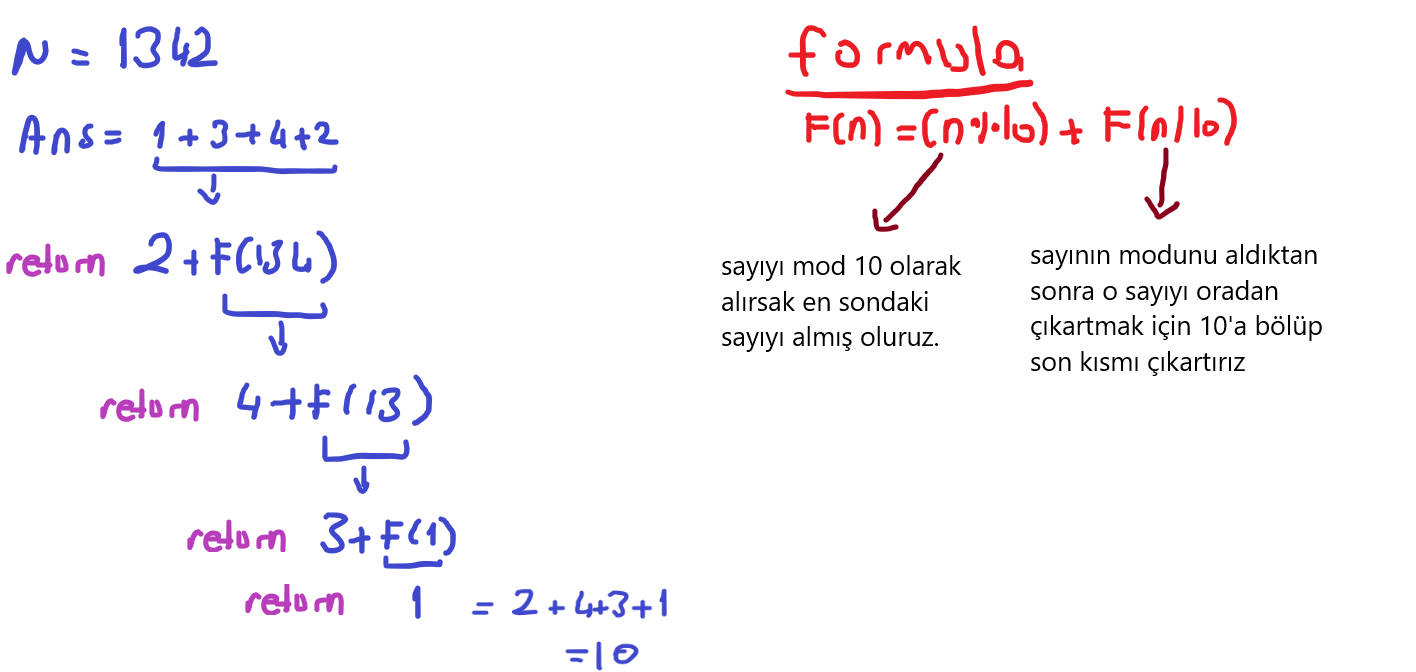 N = 1342
Ans = 1 + 3 + 4 + 2
return 2 + F(134)
return 4 + F(13)
return 3 + F(1)
return 1 = 2 + 4 + 3 + 1
= 10
formula
F(n) = (n % 10) + F(n/10)
sayıyı mod 10 olarak
alırsak en sondaki
sayıyı almış oluruz.
sayının modunu aldıktan
sonra o sayıyı oradan
çıkartmak için 10'a bölüp
son kısmı çıkartırız